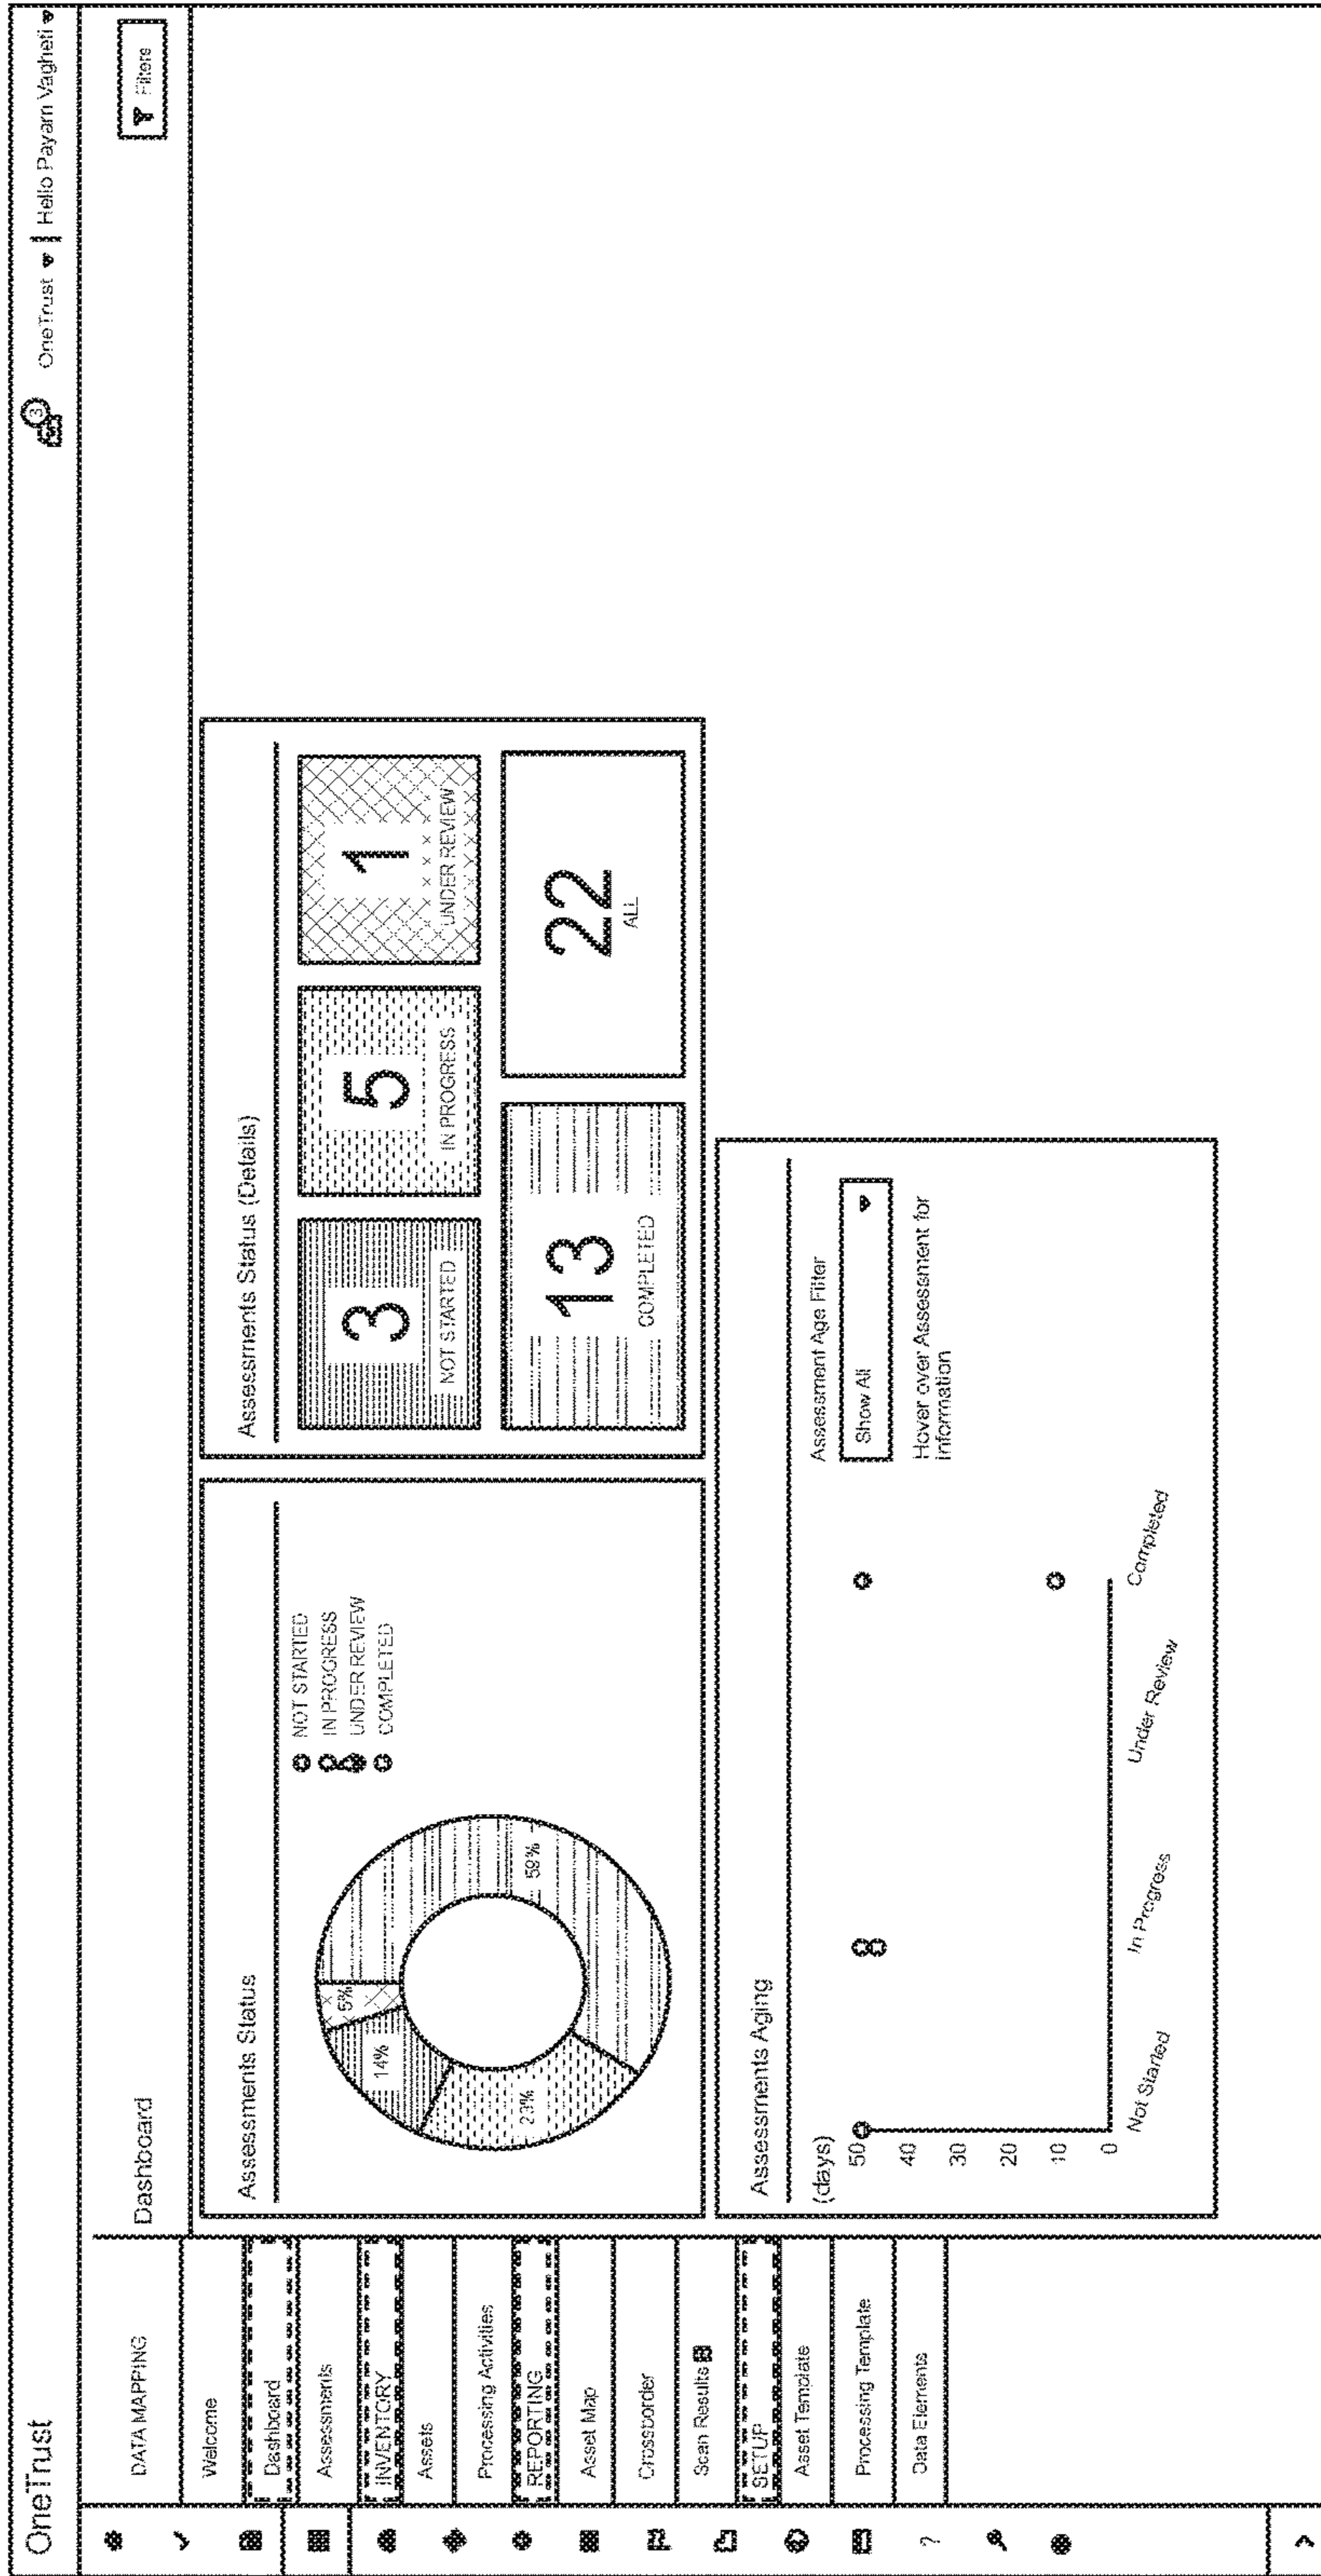 OneTrust
3
OneTrust
Hello Payam Vagheti
DATA MAPPING
Welcome
Dashboard
Assessments
INVENTORY
Assets
Processing Activities
REPORTING
Asset Map
Crossborder
Scan Results
SETUP
Asset Template
Processing Template
Data Elements
?
Dashboard
Filters
Assessments Status
5%
14%
23%
59%
NOT STARTED
IN PROGRESS
UNDER REVIEW
COMPLETED
Assessments Status (Details)
3
NOT STARTED
5
IN PROGRESS
1
UNDER REVIEW
13
COMPLETED
22
ALL
Assessments Aging
(days)
50
40
30
20
10
0
Not Started
In Progress
Under Review
Completed
Assessment Age Filter
Show All
Hover over Assessment for
information